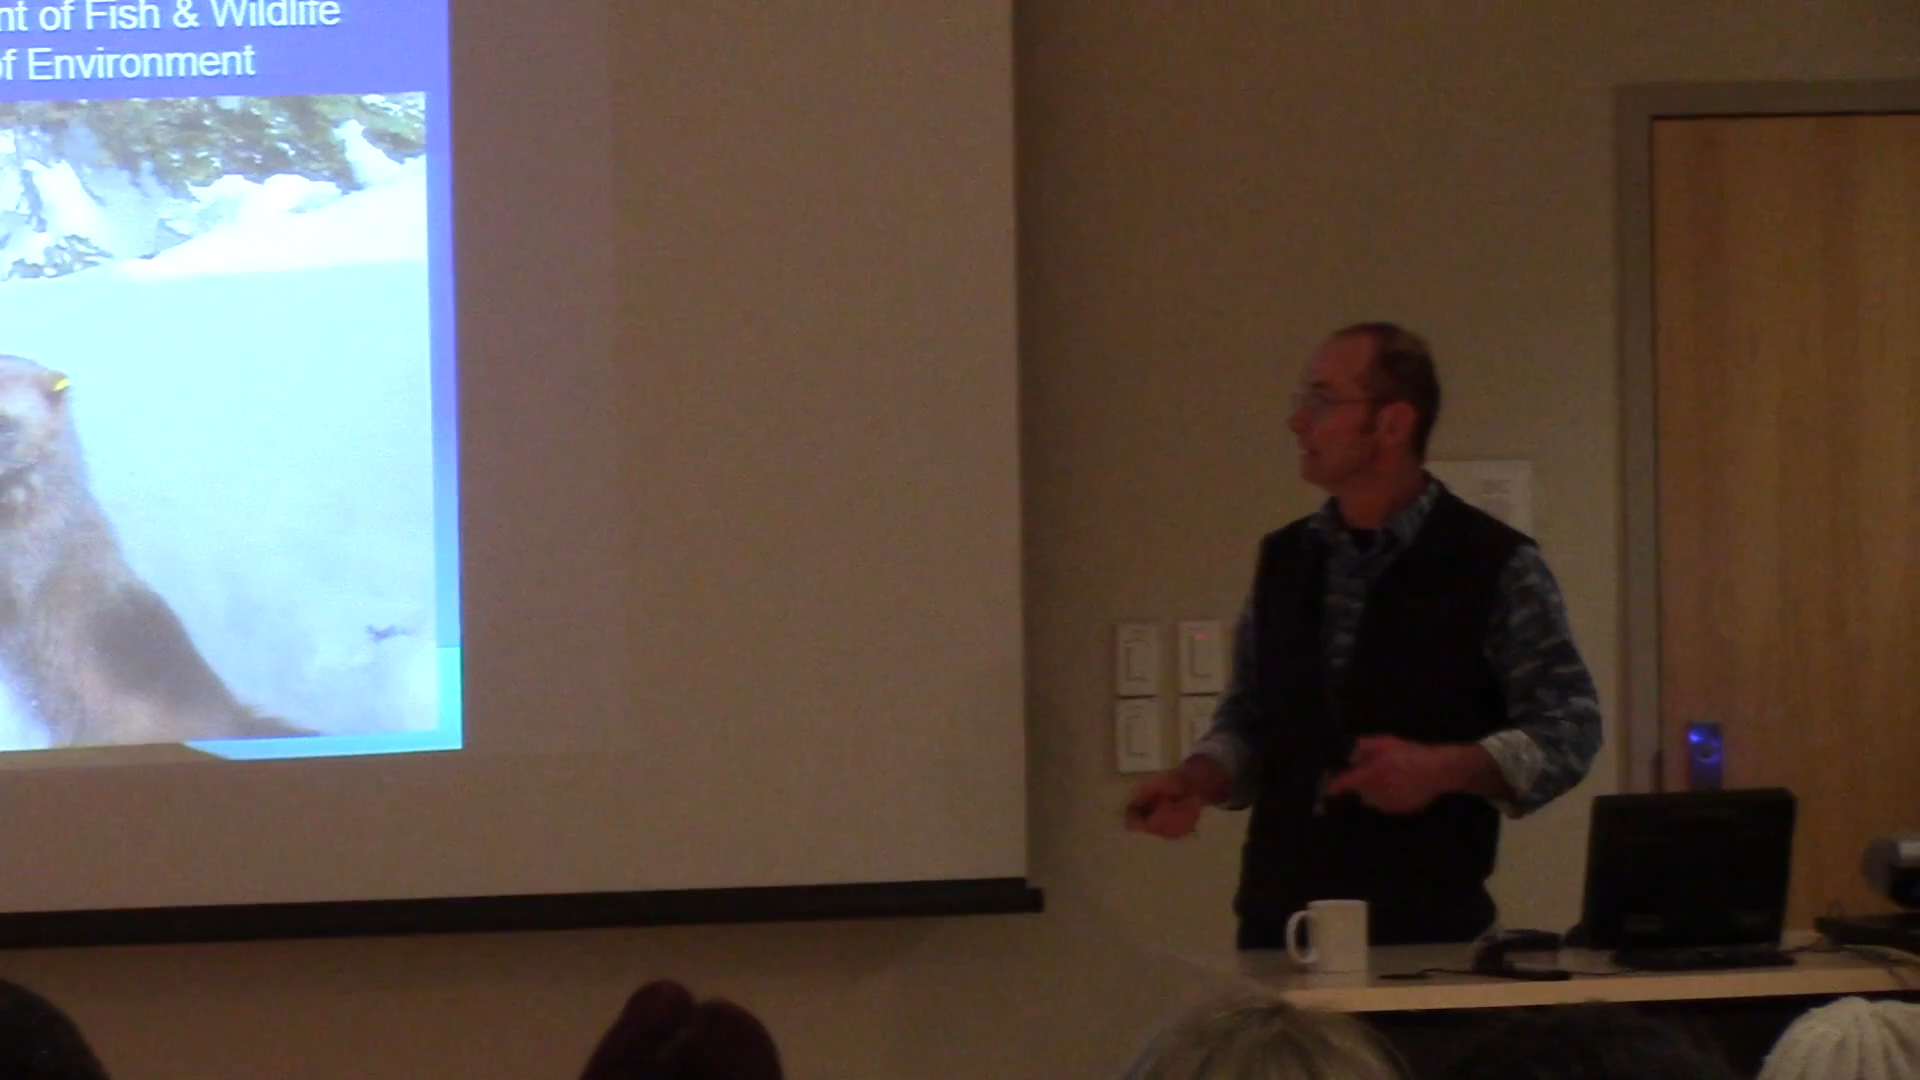 nt of Fish & Wildlife
of Environment